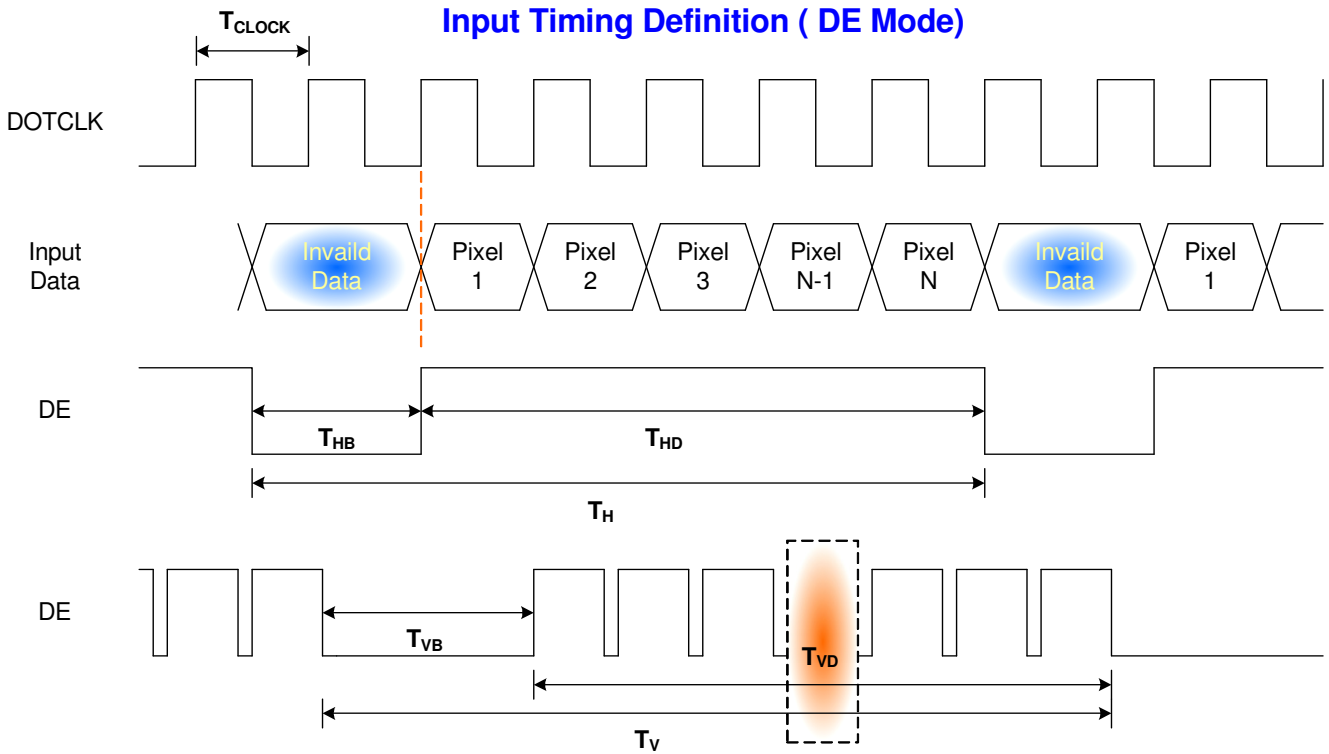 Input Timing Definition ( DE Mode)
TCLOCK
DOTCLK
Input
Data
Invaild
Data
Pixel
1
Pixel
2
Pixel
3
Pixel
N-1
Pixel
N
Invaild
Data
Pixel
1
DE
THB
THD
TH
DE
TVB
TVD
TV